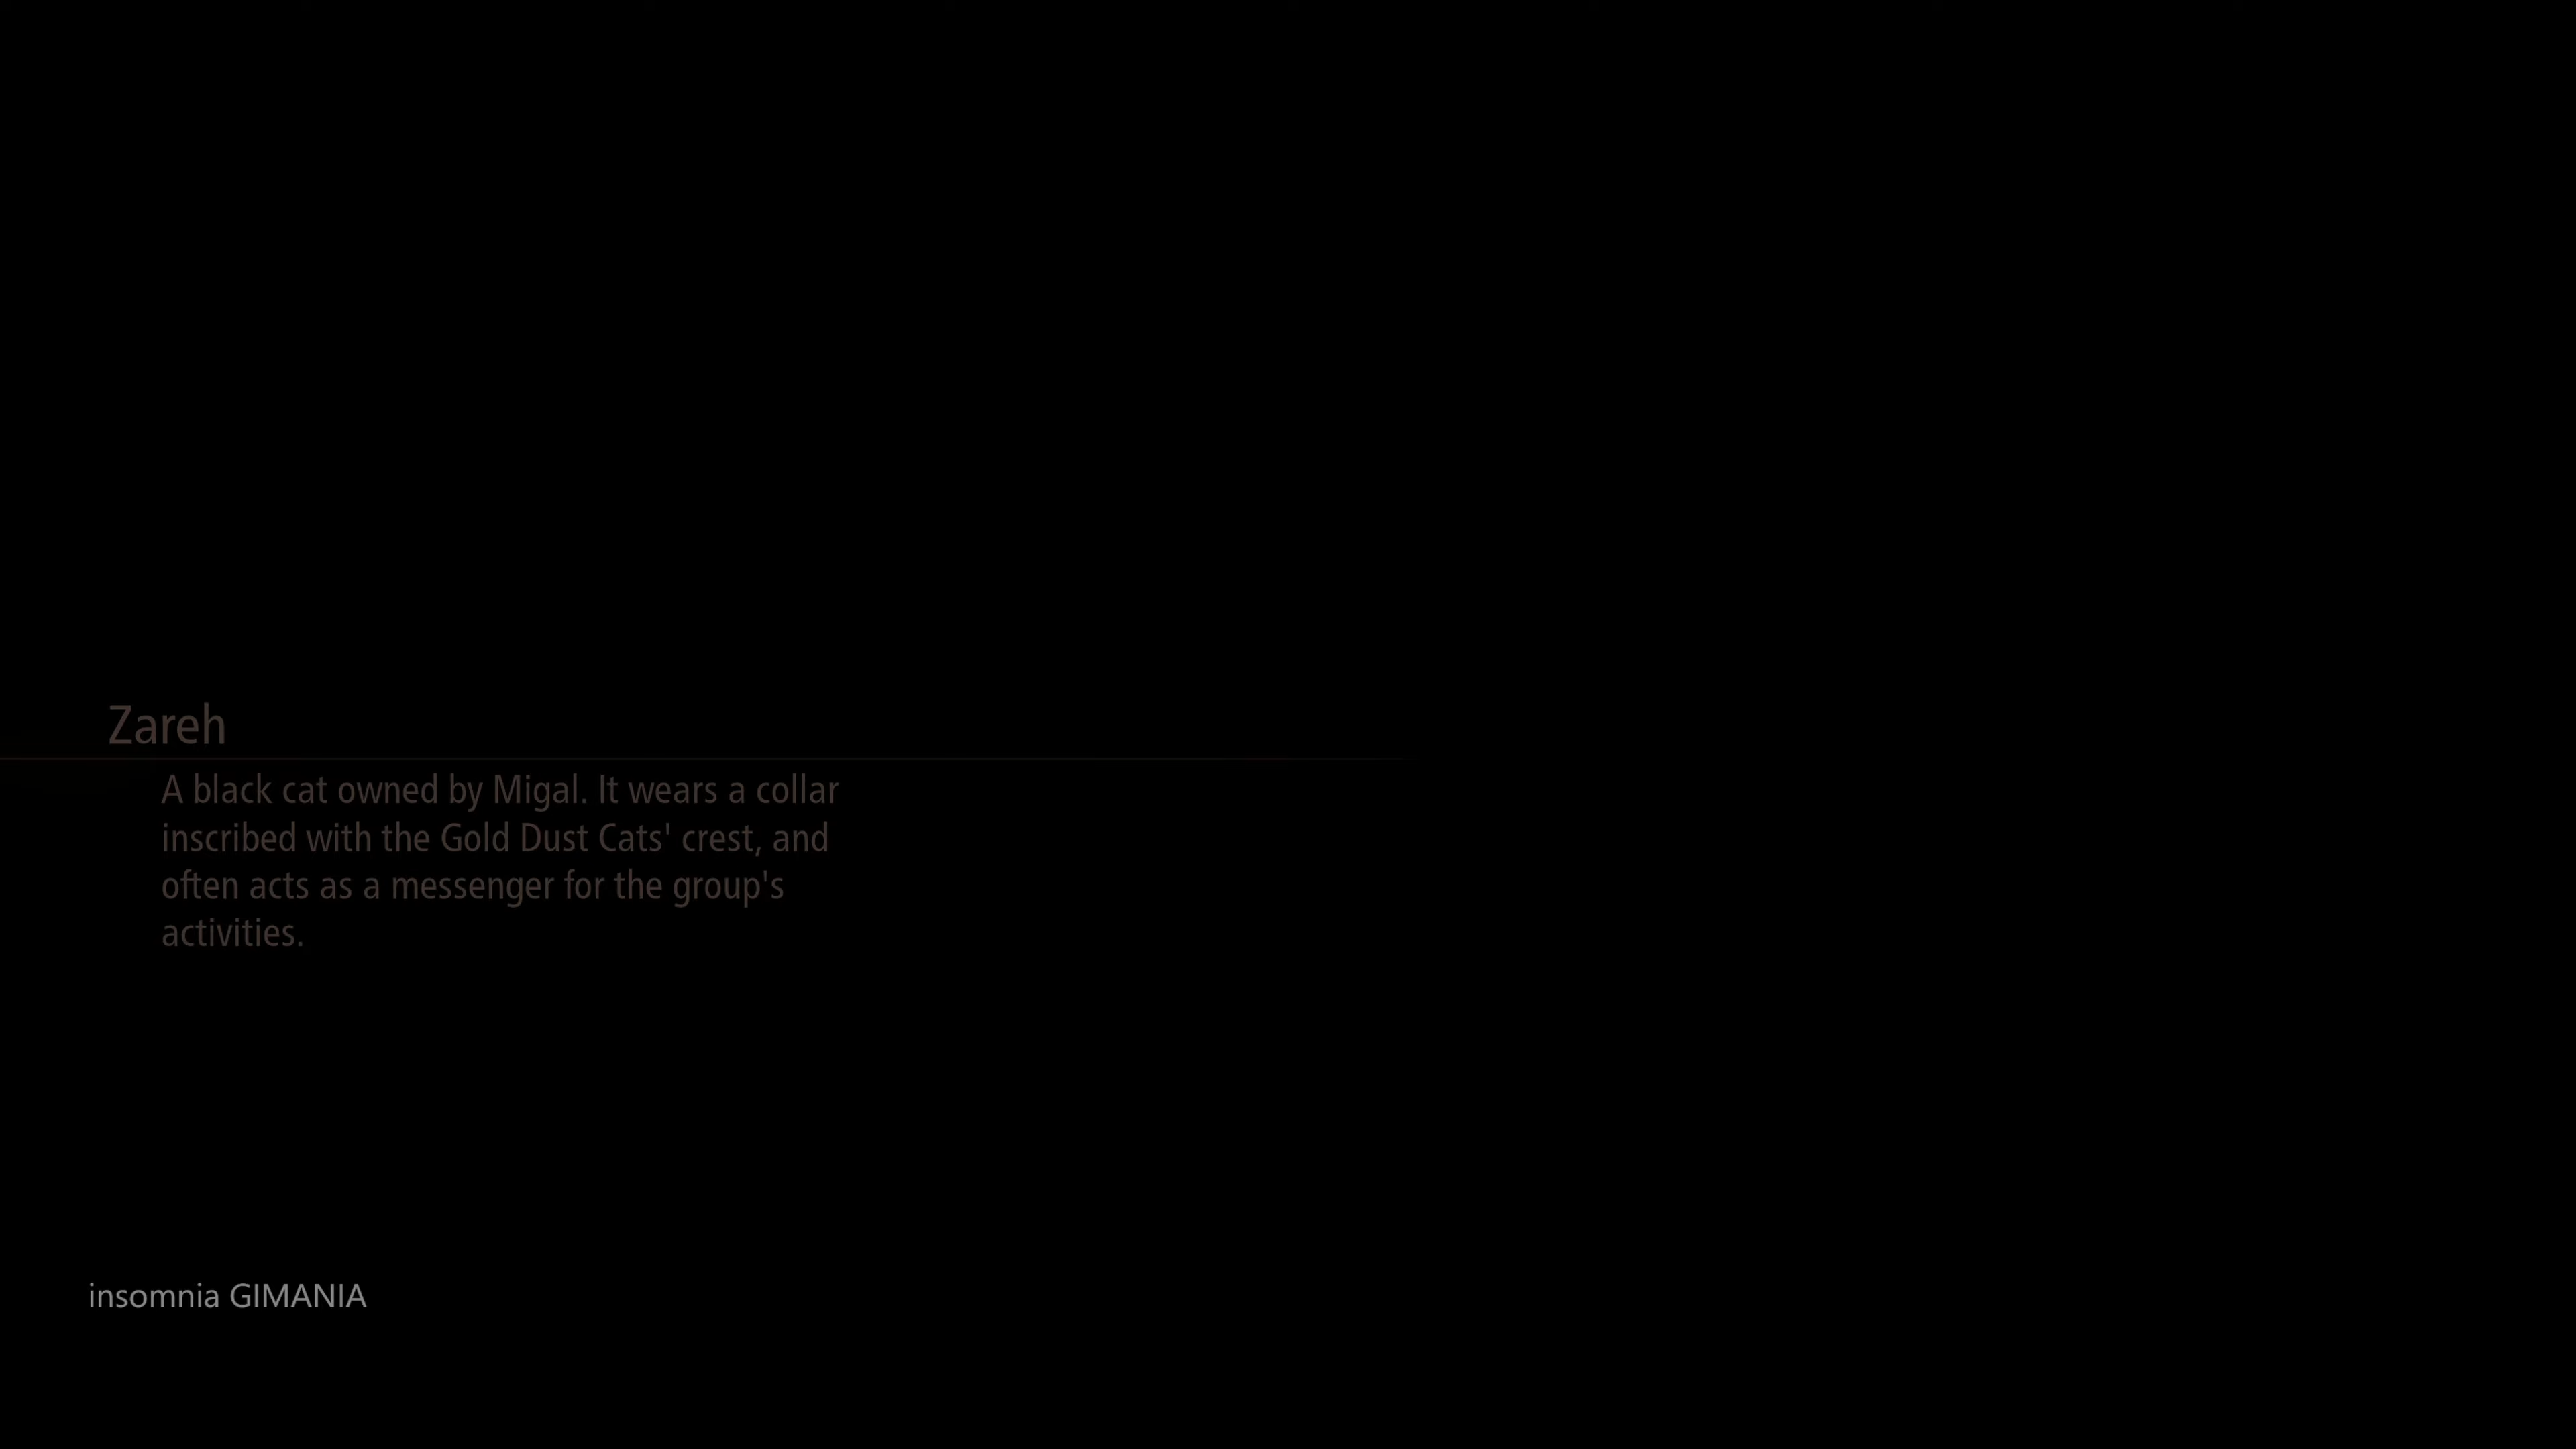 Zareh
A black cat owned by Migal. It wears a collar
inscribed with the Gold Dust Cats' crest, and
often acts as a messenger for the group's
activities.
insomnia GIMANIA